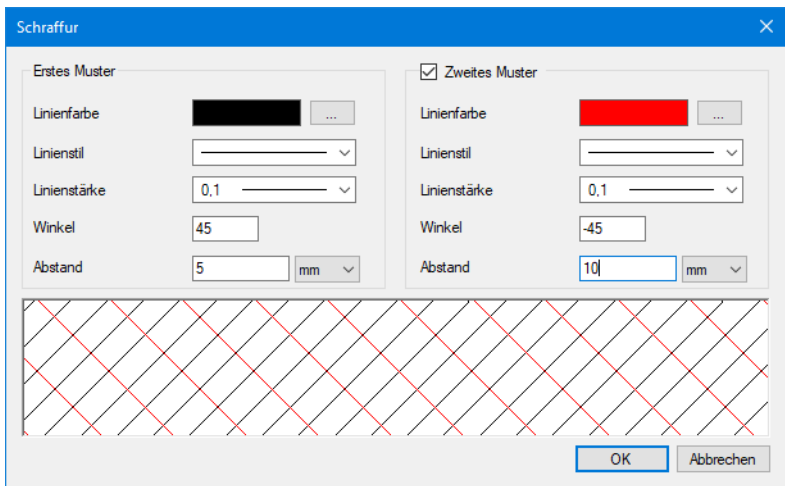 Schraffur
Erstes Muster
Linienfarbe ...
Linienstil
Linienstärke 0,1
Winkel 45
Abstand 5 mm
Zweites Muster
Linienfarbe ...
Linienstil
Linienstärke 0,1
Winkel -45
Abstand 10 mm
OK Abbrechen